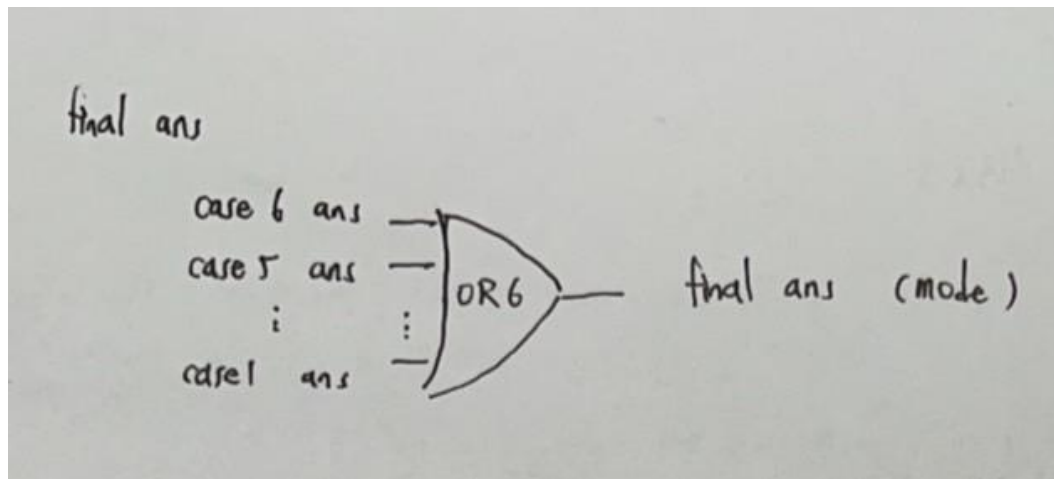 final ans
case 6 ans
case 5 ans
⋮ ⋮
OR6
final ans (mode)
case1 ans